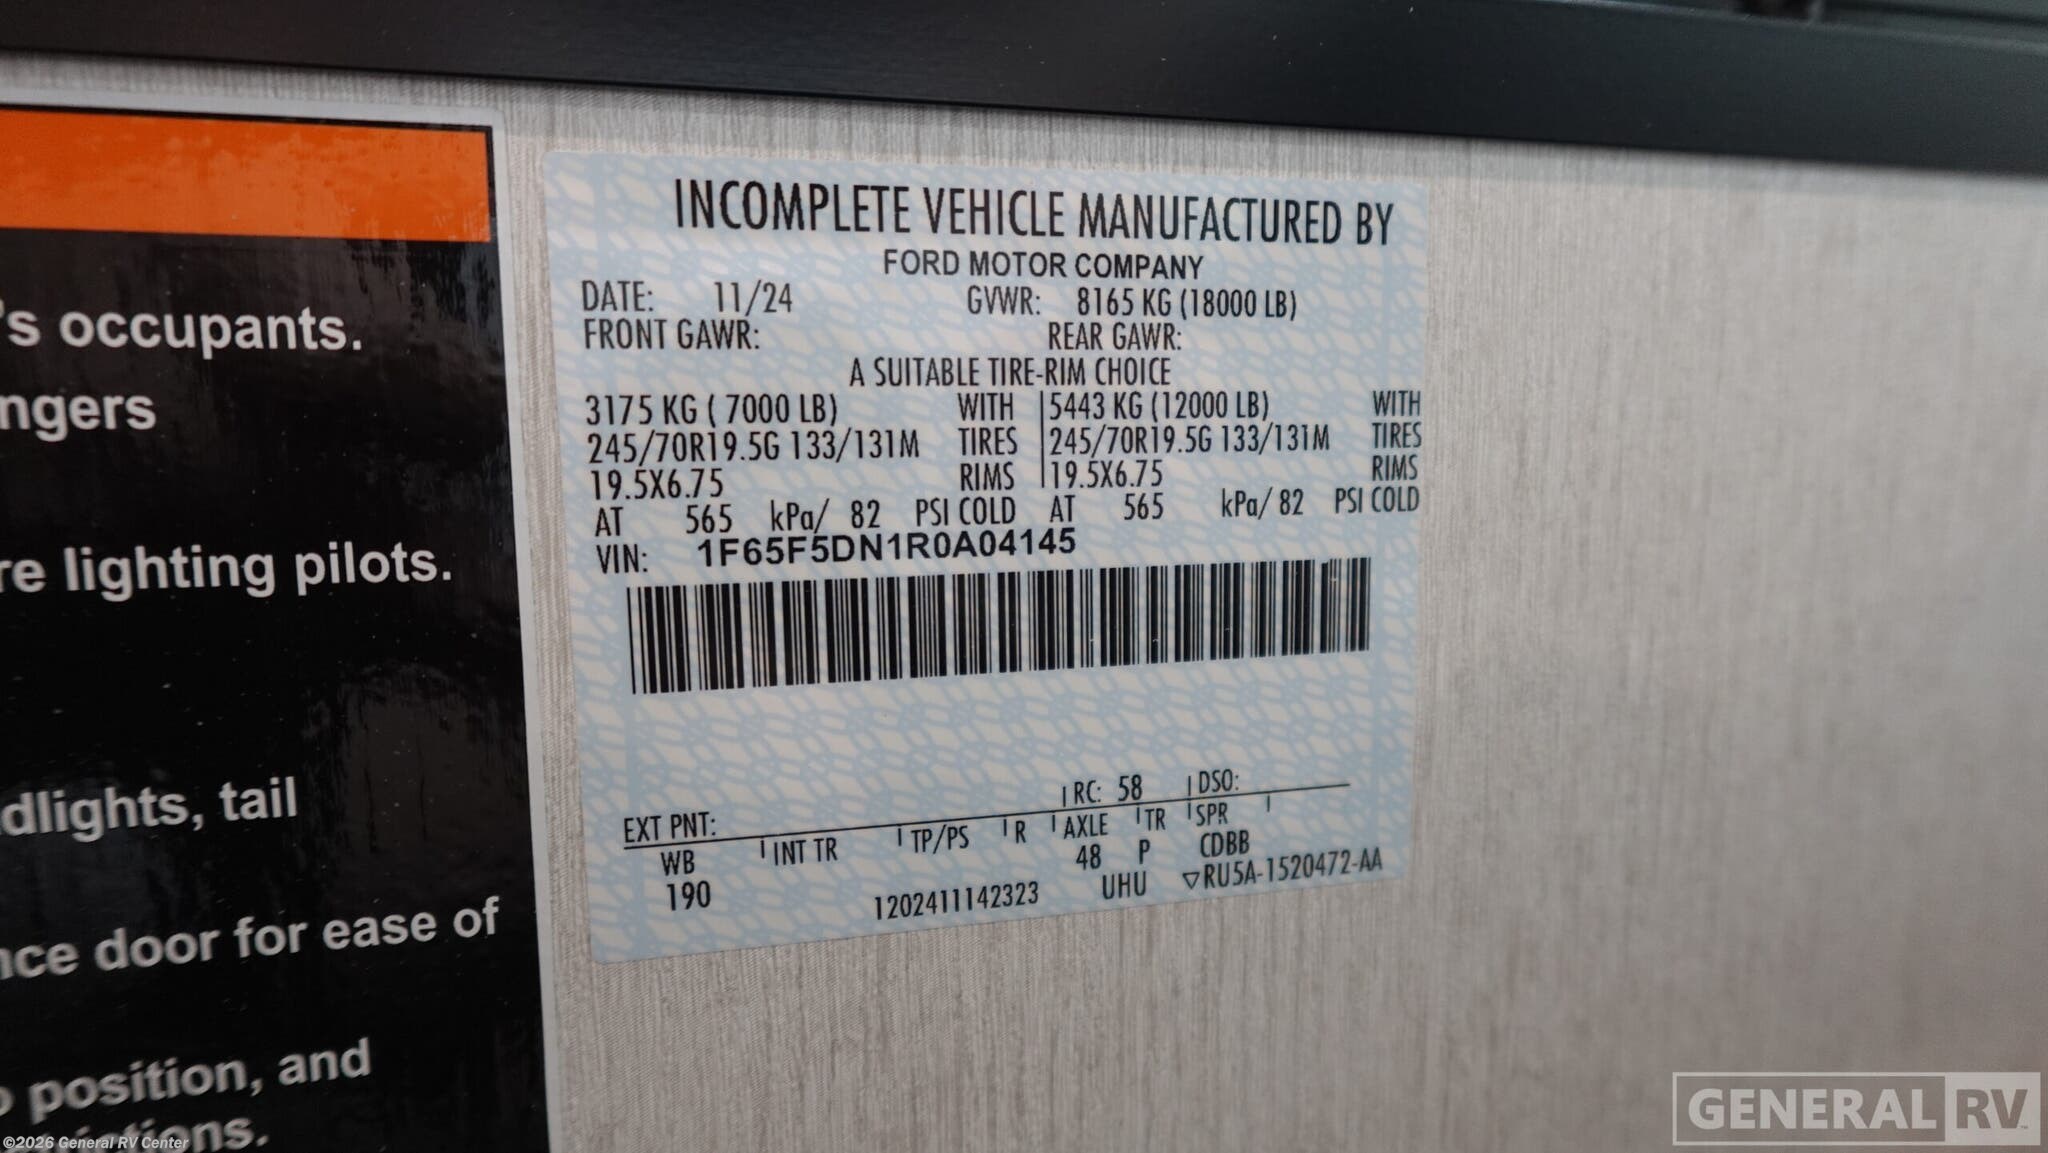 's occupants.
ngers
re lighting pilots.
dlights, tail
nce door for ease of
o position, and
INCOMPLETE VEHICLE MANUFACTURED BY
FORD MOTOR COMPANY
DATE: 11/24 GVWR: 8165 KG (18000 LB)
FRONT GAWR: REAR GAWR:
A SUITABLE TIRE-RIM CHOICE
3175 KG ( 7000 LB) WITH 5443 KG (12000 LB) WITH
245/70R19.5G 133/131M TIRES 245/70R19.5G 133/131M TIRES
19.5X6.75 RIMS 19.5X6.75 RIMS
AT 565 kPa/ 82 PSI COLD AT 565 kPa/ 82 PSI COLD
VIN: 1F65F5DN1R0A04145
EXT PNT: RC: 58 DSO:
WB INT TR TP/PS R AXLE TR SPR
190 48 P CDBB
1202411142323 UHU ▽RU5A-1520472-AA
©2026 General RV Center
GENERAL RV